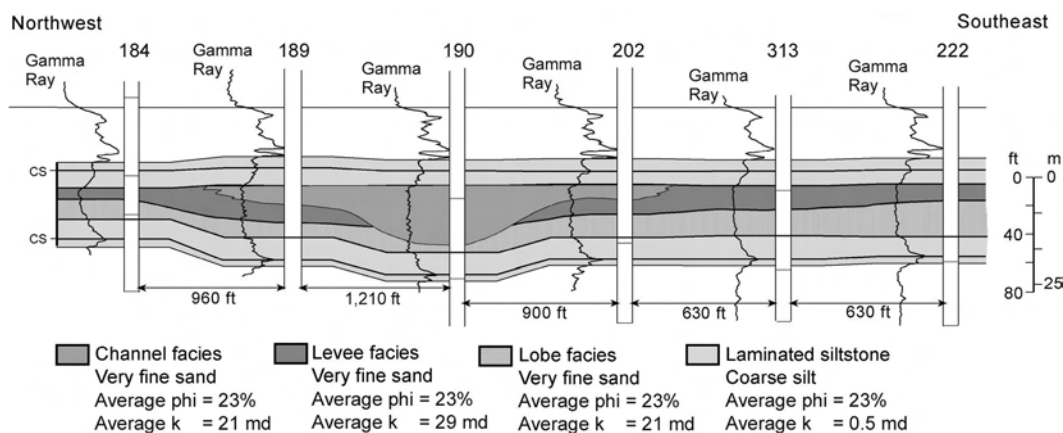 Northwest
Southeast
184
189
190
202
313
222
Gamma
Ray
Gamma
Ray
Gamma
Ray
Gamma
Ray
Gamma
Ray
Gamma
Ray
CS
CS
ft
m
0
0
20
40
60
80
25
960 ft
1,210 ft
900 ft
630 ft
630 ft
Channel facies
Very fine sand
Average phi = 23%
Average k = 21 md
Levee facies
Very fine sand
Average phi = 23%
Average k = 29 md
Lobe facies
Very fine sand
Average phi = 23%
Average k = 21 md
Laminated siltstone
Coarse silt
Average phi = 23%
Average k = 0.5 md